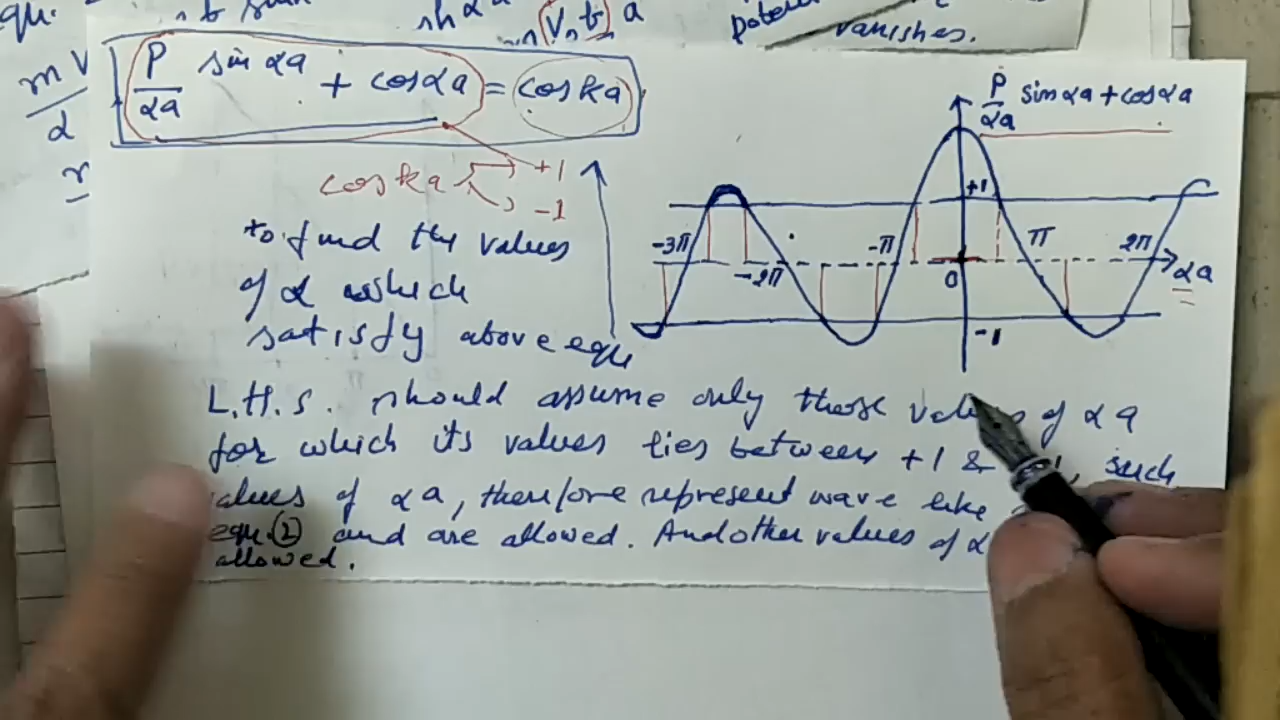 vanishes.
P/αa sin αa + cos αa = cos ka
cos ka +1
-1
to find the values
of α which
satisfy above equ
P/αa sin αa + cos αa
+1
-3π -2π -π 0 π 2π αa
-1
L.H.S. should assume only those values of α a
for which its values lies between +1 & 1, such
values of αa, therefore represent wave like
equ.(2) and are allowed. And other values of α
allowed.